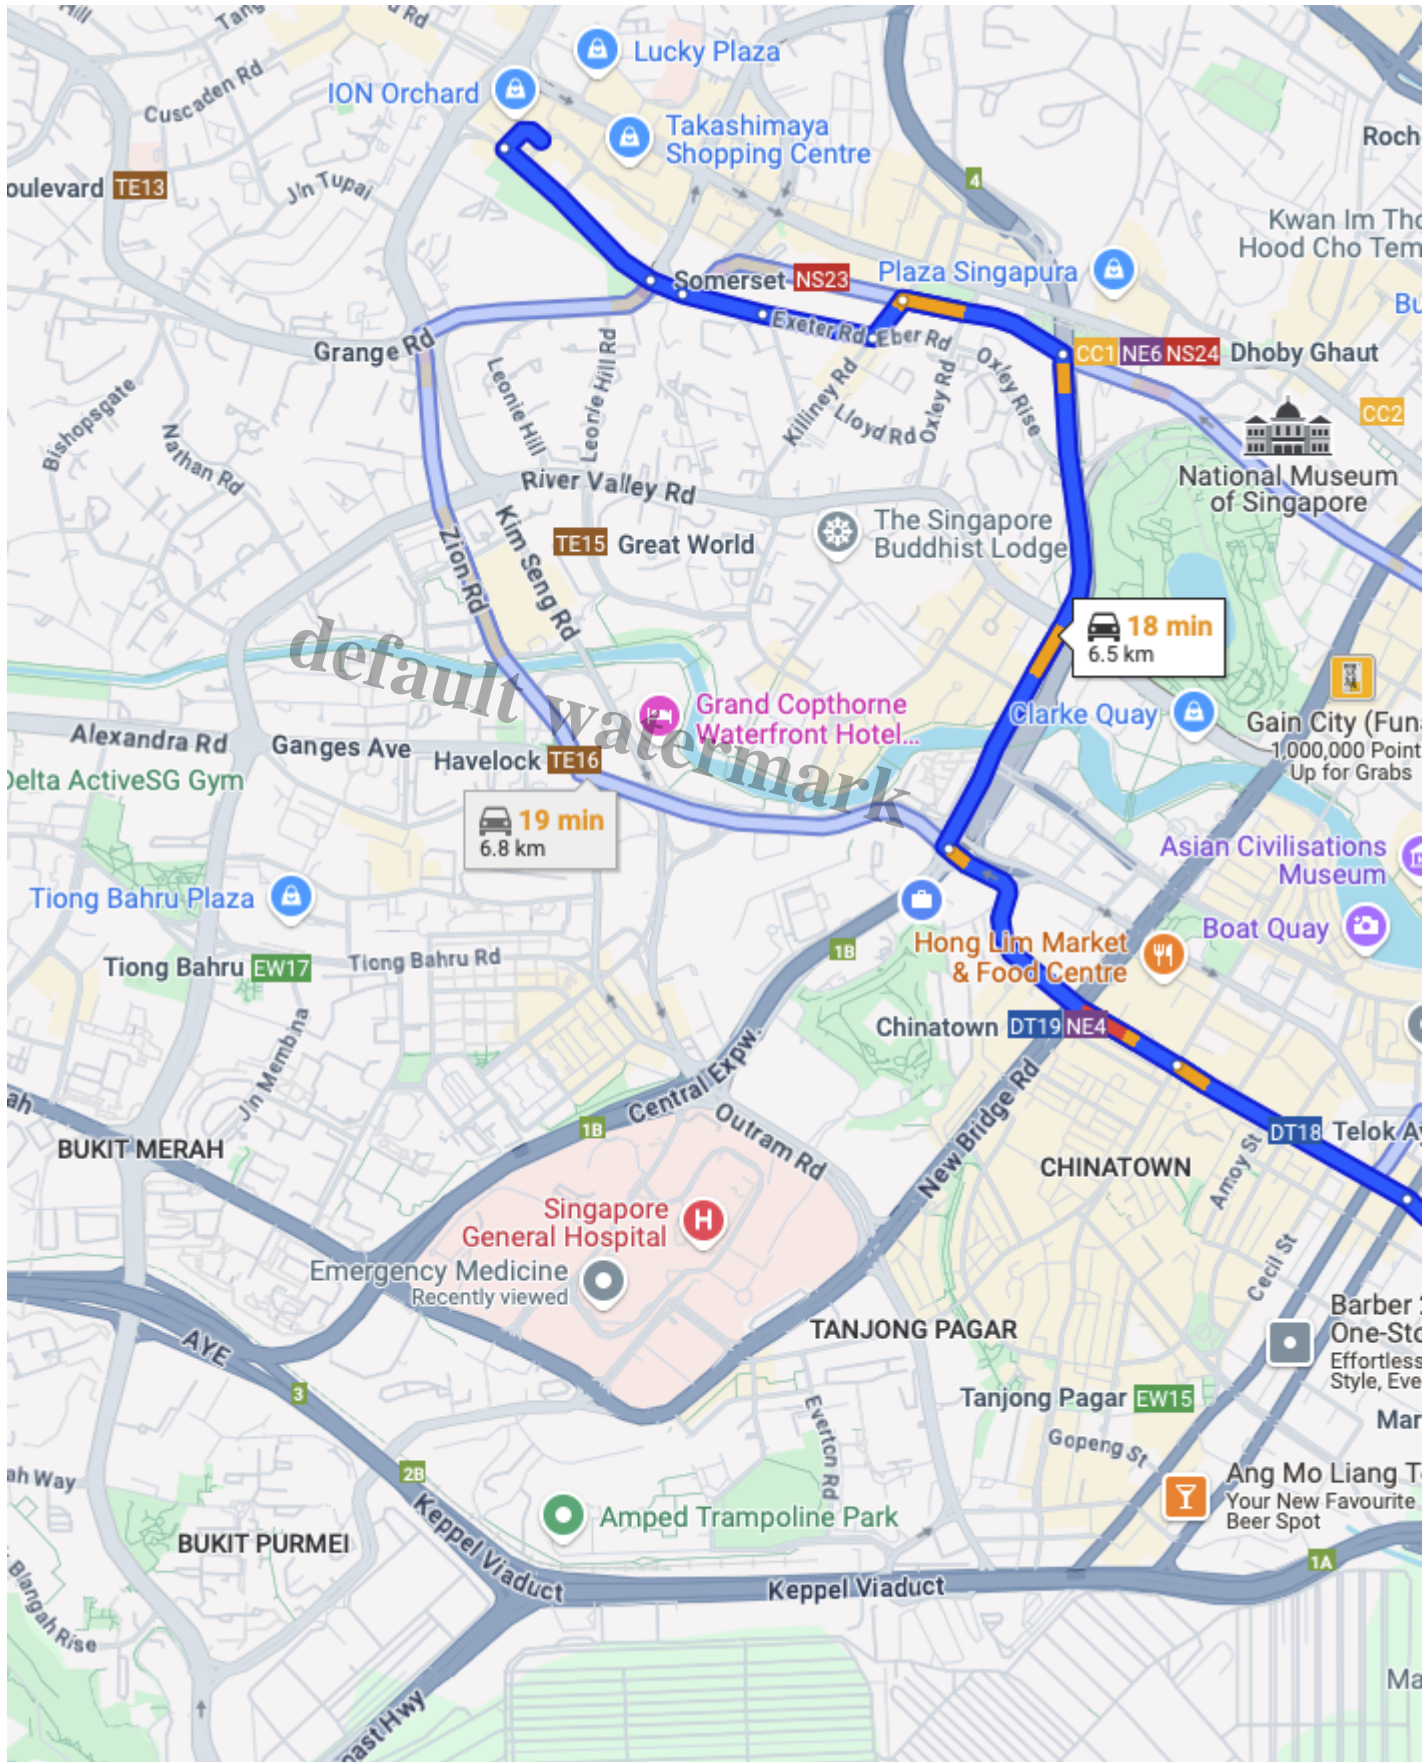 Hill
Rd
Lucky Plaza
Cuscaden Rd
ION Orchard
Takashimaya
Shopping Centre
Roch
oulevard TE13
J'n Tupai
4
Kwan Im Tho
Hood Cho Tem
Somerset NS23
Plaza Singapura
Bu
Exeter Rd
Eber Rd
Grange Rd
CC1 NE6 NS24 Dhoby Ghaut
Oxley Rise
Leonie Hill
Leonie Hill Rd
Killiney Rd
Lloyd Rd
Oxley Rd
CC2
Bishopsgate
Nathan Rd
National Museum
of Singapore
River Valley Rd
Kim Seng Rd
The Singapore
Buddhist Lodge
TE15 Great World
Zion Rd
18 min
6.5 km
default watermark
Grand Copthorne
Waterfront Hotel...
Clarke Quay
Gain City (Fun
1,000,000 Point
Up for Grabs
Alexandra Rd
Ganges Ave
Havelock TE16
Delta ActiveSG Gym
19 min
6.8 km
Asian Civilisations
Museum
Tiong Bahru Plaza
Boat Quay
Hong Lim Market
& Food Centre
1B
Tiong Bahru EW17
Tiong Bahru Rd
Chinatown DT19 NE4
J'n Membina
Central Expw.
New Bridge Rd
ah
1B
Outram Rd
BUKIT MERAH
DT18 Telok A
CHINATOWN
Amoy St
Singapore
General Hospital
Emergency Medicine
Recently viewed
Cecil St
Barber
One-Sto
Effortless
Style, Eve
AYE
TANJONG PAGAR
3
Tanjong Pagar EW15
Mar
Everton Rd
Gopeng St
ah Way
2B
Ang Mo Liang T
Your New Favourite
Beer Spot
Amped Trampoline Park
BUKIT PURMEI
Keppel Viaduct
Keppel Viaduct
1A
Blangah Rise
Ma
oast Hwy